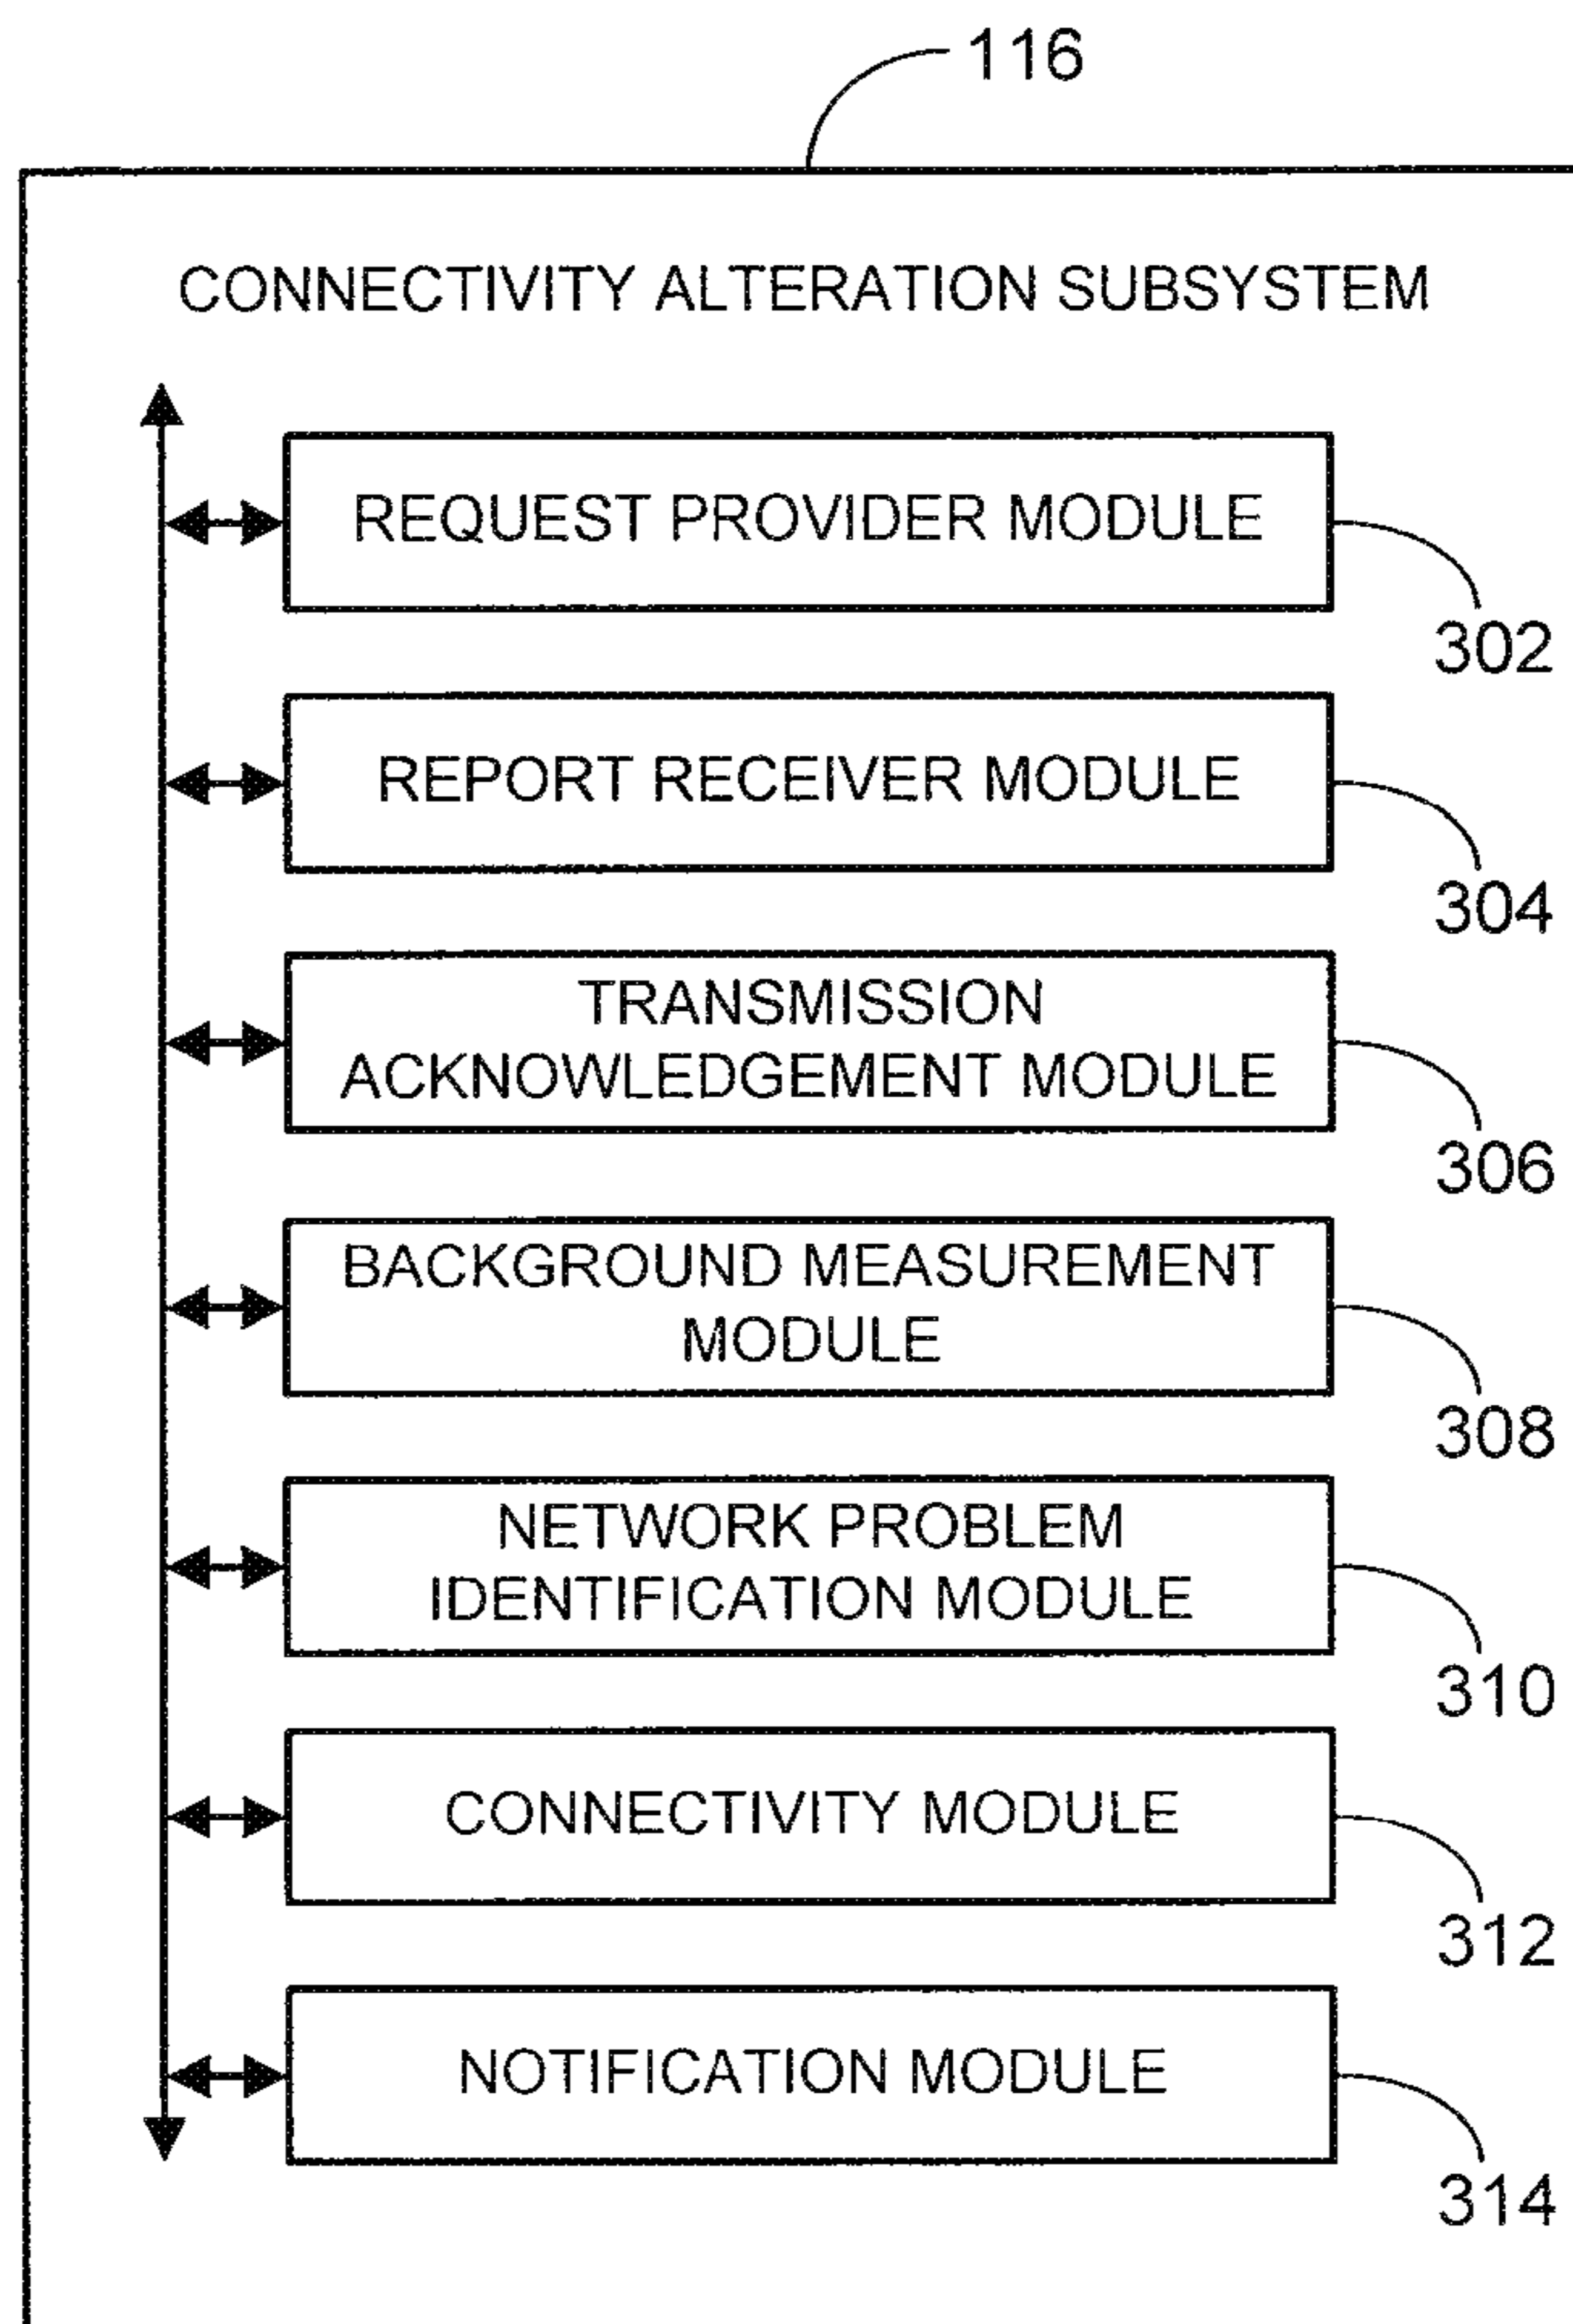 116
CONNECTIVITY ALTERATION SUBSYSTEM
REQUEST PROVIDER MODULE
302
REPORT RECEIVER MODULE
304
TRANSMISSION
ACKNOWLEDGEMENT MODULE
306
BACKGROUND MEASUREMENT
MODULE
308
NETWORK PROBLEM
IDENTIFICATION MODULE
310
CONNECTIVITY MODULE
312
NOTIFICATION MODULE
314